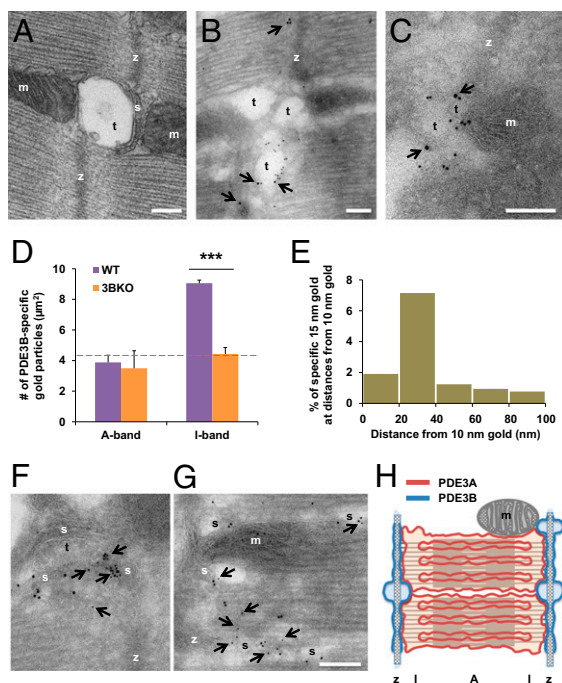 A
z
m
s
t
m
z
B
z
t
t
t
C
z
t
t
m
D
WT
3BKO
***
# of PDE3B-specific
gold particles (µm²)
10
8
6
4
2
0
A-band
I-band
E
% of specific 15 nm gold
at distances from 10 nm gold
8
6
4
2
0
0
20
40
60
80
100
Distance from 10 nm gold (nm)
F
s
t
s
s
z
G
s
s
m
s
z
s
s
H
PDE3A
PDE3B
m
z I A I z